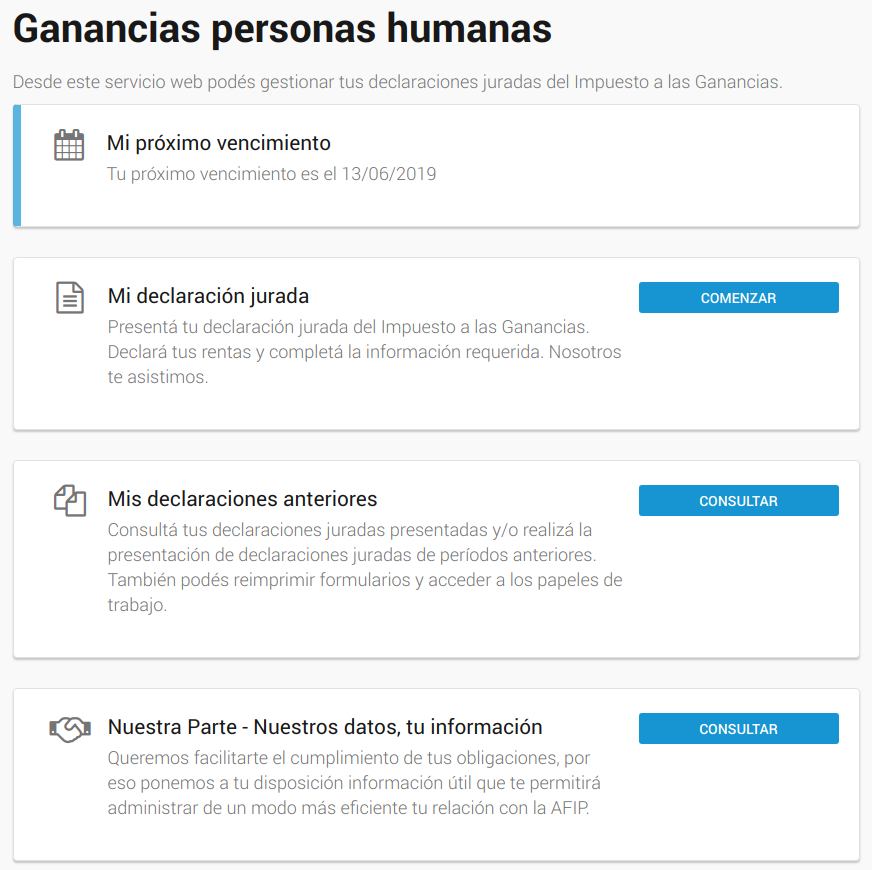 Ganancias personas humanas
Desde este servicio web podés gestionar tus declaraciones juradas del Impuesto a las Ganancias.
Mi próximo vencimiento
Tu próximo vencimiento es el 13/06/2019
Mi declaración jurada
COMENZAR
Presentá tu declaración jurada del Impuesto a las Ganancias.
Declará tus rentas y completá la información requerida. Nosotros
te asistimos.
Mis declaraciones anteriores
CONSULTAR
Consultá tus declaraciones juradas presentadas y/o realizá la
presentación de declaraciones juradas de períodos anteriores.
También podés reimprimir formularios y acceder a los papeles de
trabajo.
Nuestra Parte - Nuestros datos, tu información
CONSULTAR
Queremos facilitarte el cumplimiento de tus obligaciones, por
eso ponemos a tu disposición información útil que te permitirá
administrar de un modo más eficiente tu relación con la AFIP.